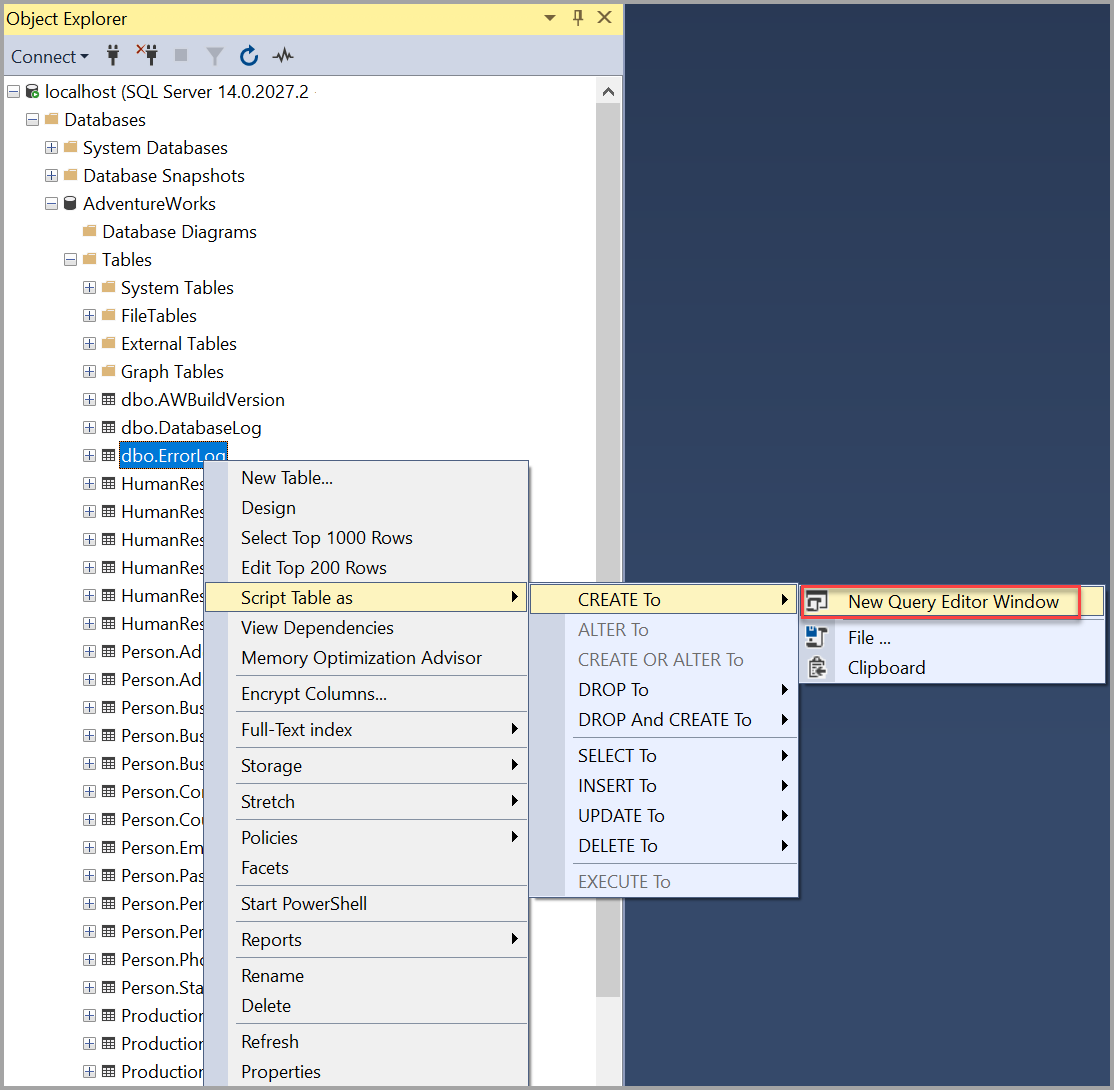 Object Explorer
Connect
localhost (SQL Server 14.0.2027.2
Databases
System Databases
Database Snapshots
AdventureWorks
Database Diagrams
Tables
System Tables
FileTables
External Tables
Graph Tables
dbo.AWBuildVersion
dbo.DatabaseLog
dbo.ErrorLog
HumanRes
HumanRes
HumanRes
HumanRes
HumanRes
HumanRes
Person.Ad
Person.Ad
Person.Bus
Person.Bus
Person.Bus
Person.Cor
Person.Cou
Person.Em
Person.Pas
Person.Per
Person.Per
Person.Pho
Person.Sta
Production
Production
Production
New Table...
Design
Select Top 1000 Rows
Edit Top 200 Rows
Script Table as
View Dependencies
Memory Optimization Advisor
Encrypt Columns...
Full-Text index
Storage
Stretch
Policies
Facets
Start PowerShell
Reports
Rename
Delete
Refresh
Properties
CREATE To
ALTER To
CREATE OR ALTER To
DROP To
DROP And CREATE To
SELECT To
INSERT To
UPDATE To
DELETE To
EXECUTE To
New Query Editor Window
File ...
Clipboard